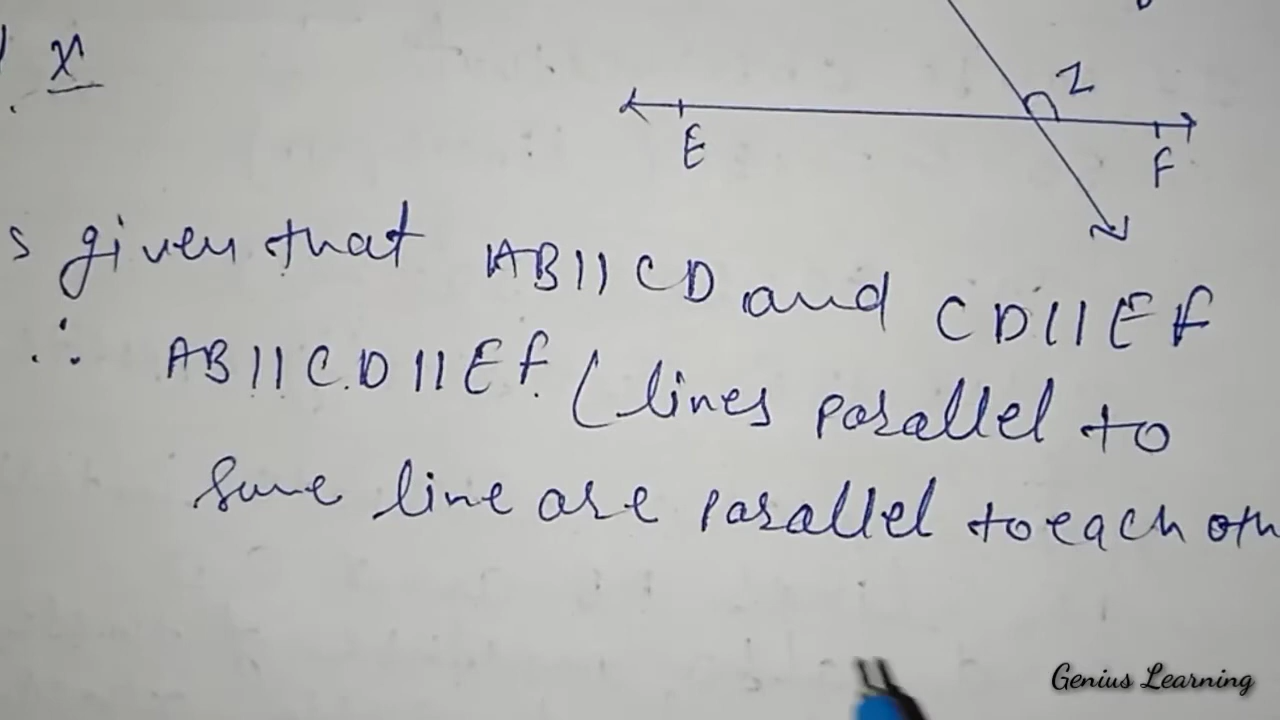 x
Z
E
F
s given that AB || CD and CD || EF
∴ AB || C.D || EF. (lines parallel to
same line are parallel to each oth
Genius Learning